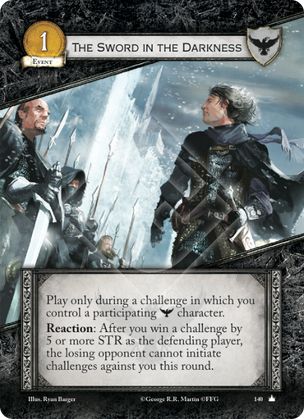 1
THE SWORD IN THE DARKNESS
EVENT
Play only during a challenge in which you
control a participating character.
Reaction: After you win a challenge by
5 or more STR as the defending player,
the losing opponent cannot initiate
challenges against you this round.
Illus. Ryan Barger ©George R.R. Martin ©FFG 140